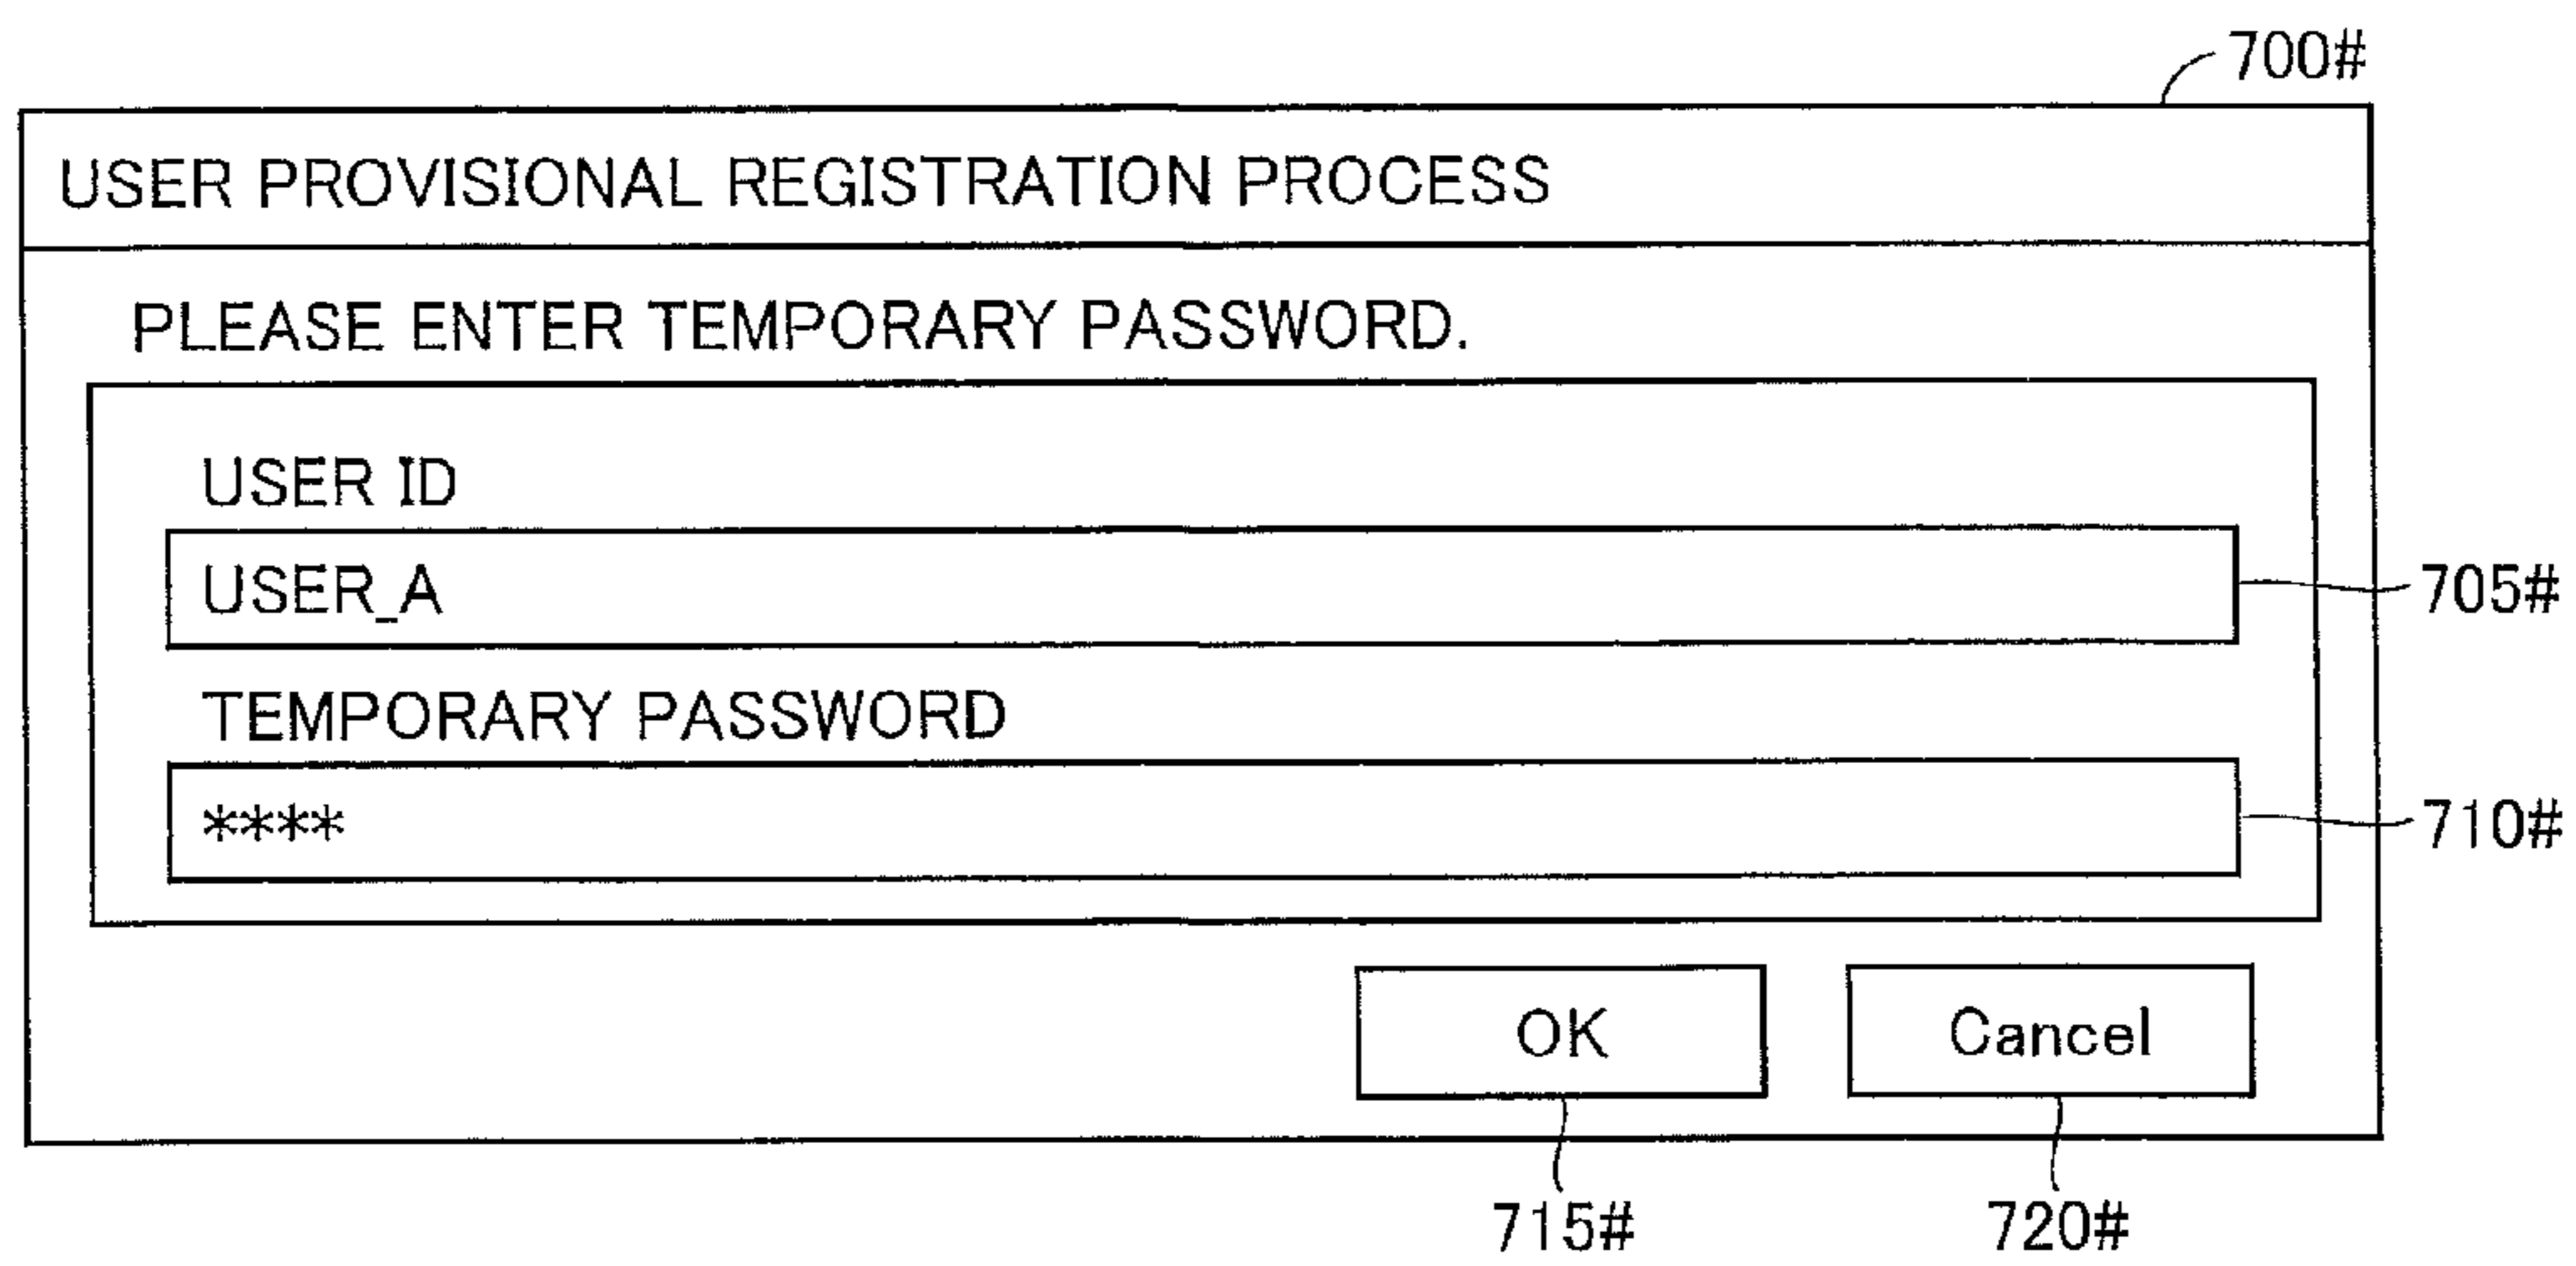 700#
USER PROVISIONAL REGISTRATION PROCESS
PLEASE ENTER TEMPORARY PASSWORD.
USER ID
USER_A
705#
TEMPORARY PASSWORD
****
710#
OK
Cancel
715#
720#